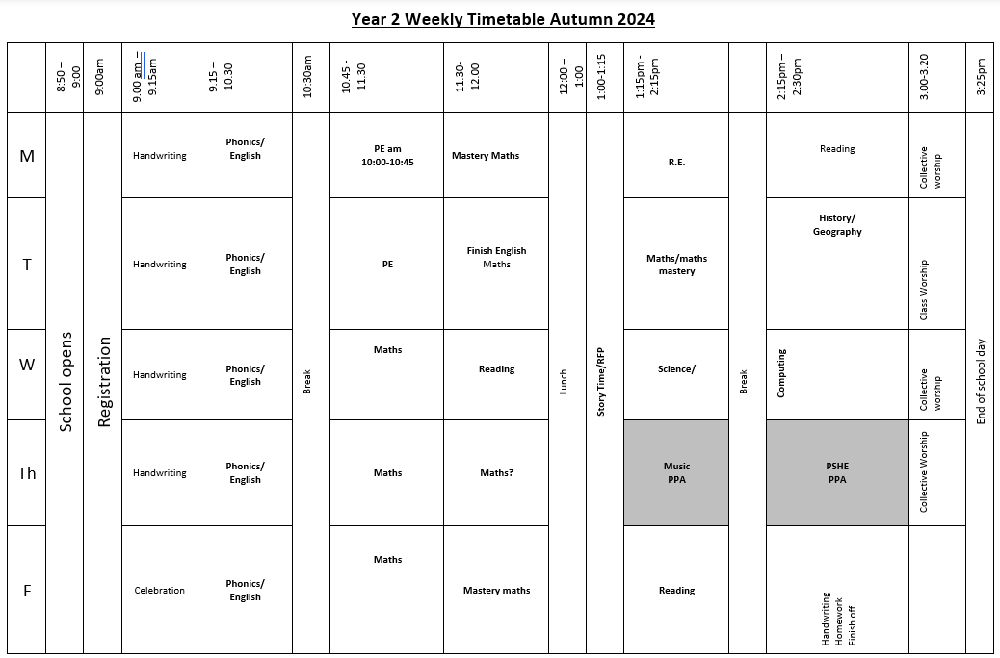 Year 2 Weekly Timetable Autumn 2024
8:50 –
9:00
9:00am
9.00 am –
9.15am
9.15 –
10.30
10:30am
10.45 -
11.30
11.30-
12.00
12:00 –
1:00
1:00-1:15
1:15pm -
2:15pm
2:15pm –
2:30pm
3.00-3.20
3:25pm
School opens
Registration
Break
Lunch
Story Time/RFP
Break
End of school day
M
Handwriting
Phonics/
English
PE am
10:00-10:45
Mastery Maths
R.E.
Reading
Collective
worship
T
Handwriting
Phonics/
English
PE
Finish English
Maths
Maths/maths
mastery
History/
Geography
Class Worship
W
Handwriting
Phonics/
English
Maths
Reading
Science/
Computing
Collective
worship
Th
Handwriting
Phonics/
English
Maths
Maths?
Music
PPA
PSHE
PPA
Collective Worship
F
Celebration
Phonics/
English
Maths
Mastery maths
Reading
Handwriting
Homework
Finish off